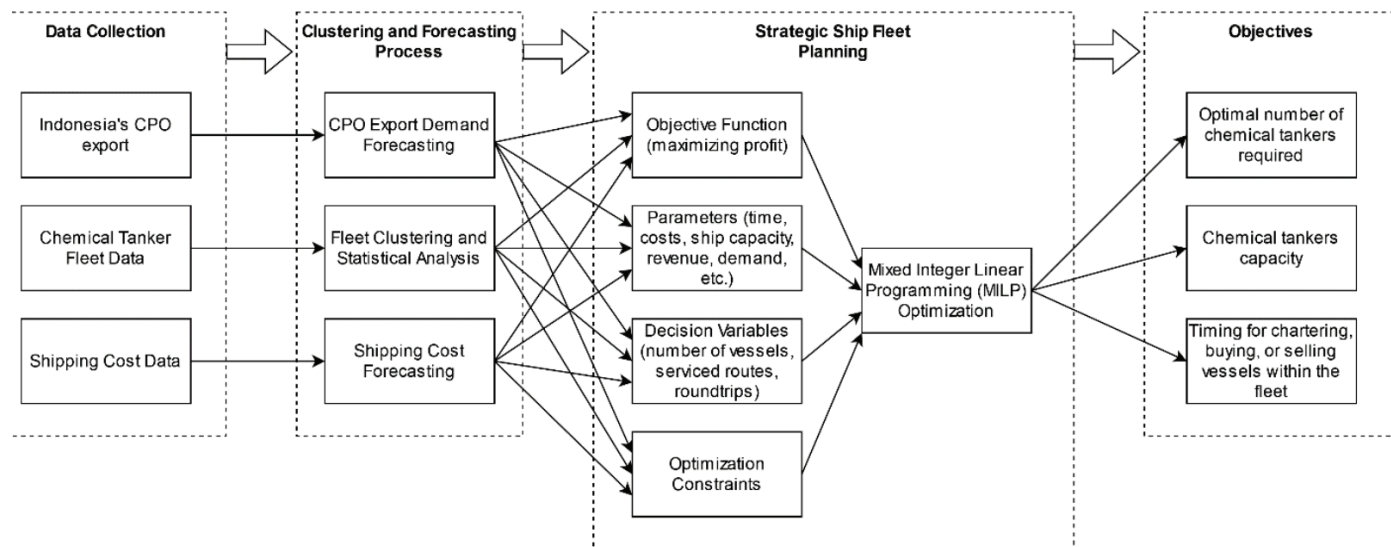 Data Collection
Clustering and Forecasting
Process
Strategic Ship Fleet
Planning
Objectives
Indonesia's CPO
export
Chemical Tanker
Fleet Data
Shipping Cost Data
CPO Export Demand
Forecasting
Fleet Clustering and
Statistical Analysis
Shipping Cost
Forecasting
Objective Function
(maximizing profit)
Parameters (time,
costs, ship capacity,
revenue, demand,
etc.)
Decision Variables
(number of vessels,
serviced routes,
roundtrips)
Optimization
Constraints
Mixed Integer Linear
Programming (MILP)
Optimization
Optimal number of
chemical tankers
required
Chemical tankers
capacity
Timing for chartering,
buying, or selling
vessels within the
fleet